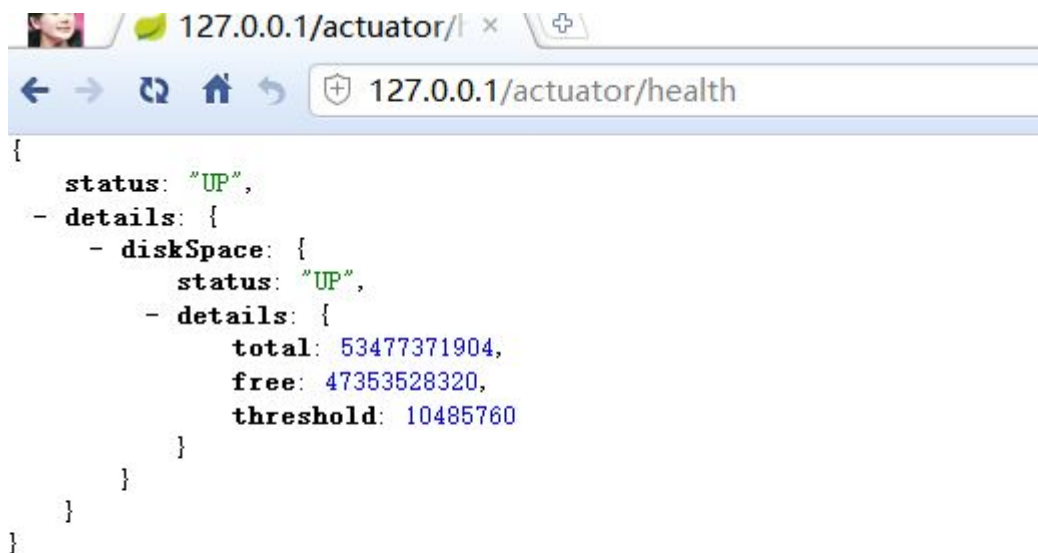 127.0.0.1/actuator/
127.0.0.1/actuator/health
{
status: "UP",
- details: {
- diskSpace: {
status: "UP",
- details: {
total: 53477371904,
free: 47353528320,
threshold: 10485760
}
}
}
}